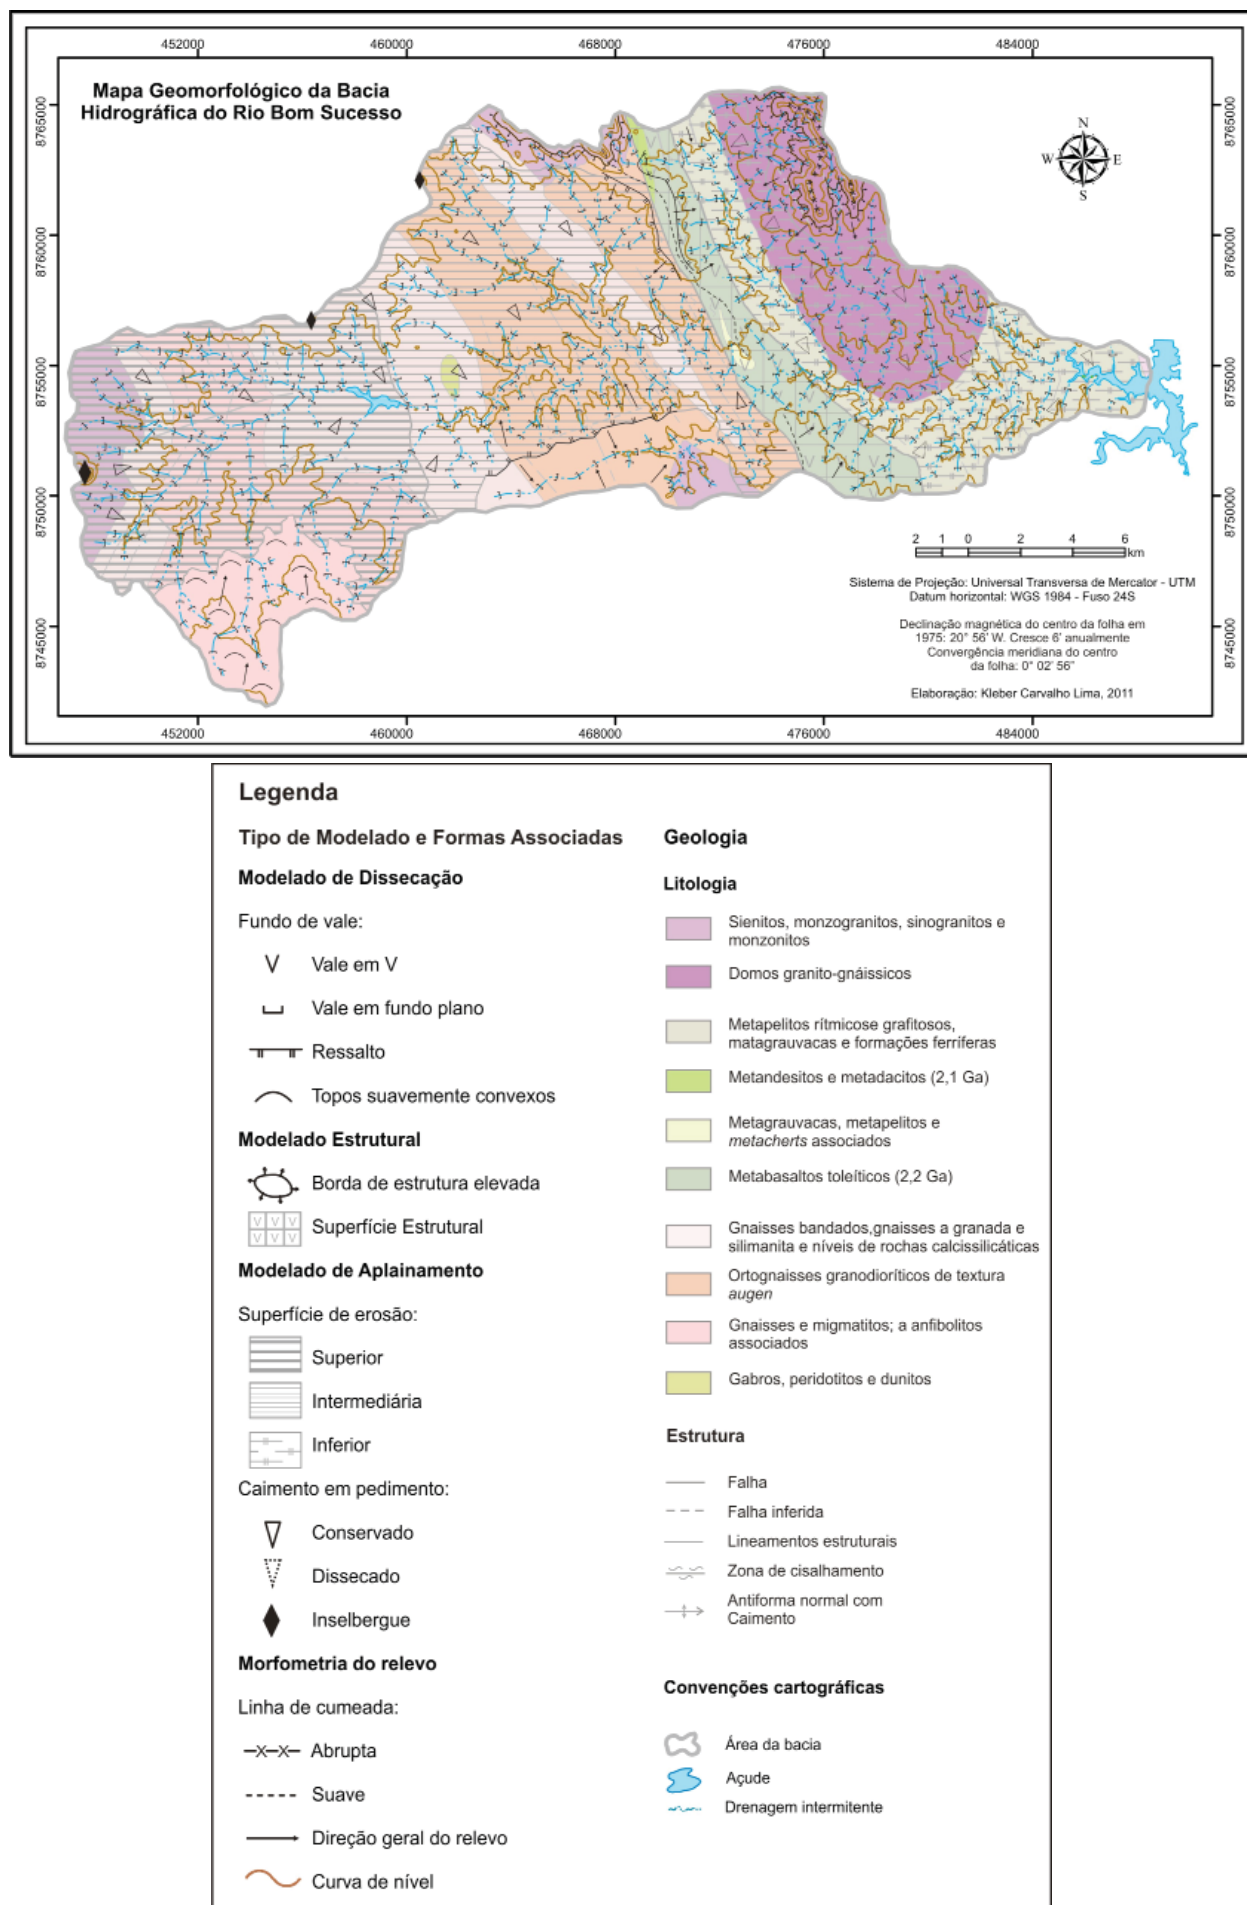 452000 460000 468000 476000 484000
Mapa Geomorfológico da Bacia
Hidrográfica do Rio Bom Sucesso
8765000
8760000
8755000
8750000
8745000
8765000
8760000
8755000
8750000
8745000
N
W E
S
2 1 0 2 4 6
km
Sistema de Projeção: Universal Transversa de Mercator - UTM
Datum horizontal: WGS 1984 - Fuso 24S
Declinação magnética do centro da folha em
1975: 20° 56' W. Cresce 6' anualmente
Convergência meridiana do centro
da folha: 0° 02' 56"
Elaboração: Kleber Carvalho Lima, 2011
452000 460000 468000 476000 484000
Legenda
Tipo de Modelado e Formas Associadas
Modelado de Dissecação
Fundo de vale:
Vale em V
Vale em fundo plano
Ressalto
Topos suavemente convexos
Modelado Estrutural
Borda de estrutura elevada
Superfície Estrutural
Modelado de Aplainamento
Superfície de erosão:
Superior
Intermediária
Inferior
Caimento em pedimento:
Conservado
Dissecado
Inselbergue
Morfometria do relevo
Linha de cumeada:
Abrupta
Suave
Direção geral do relevo
Curva de nível
Geologia
Litologia
Sienitos, monzogranitos, sinogranitos e
monzonitos
Domos granito-gnáissicos
Metapelitos rítmicose grafitosos,
matagrauvacas e formações ferríferas
Metandesitos e metadacitos (2,1 Ga)
Metagrauvacas, metapelitos e
metacherts associados
Metabasaltos toleíticos (2,2 Ga)
Gnaisses bandados,gnaisses a granada e
silimanita e níveis de rochas calcissilicáticas
Ortognaisses granodioríticos de textura
augen
Gnaisses e migmatitos; a anfibolitos
associados
Gabros, peridotitos e dunitos
Estrutura
Falha
Falha inferida
Lineamentos estruturais
Zona de cisalhamento
Antiforma normal com
Caimento
Convenções cartográficas
Área da bacia
Açude
Drenagem intermitente